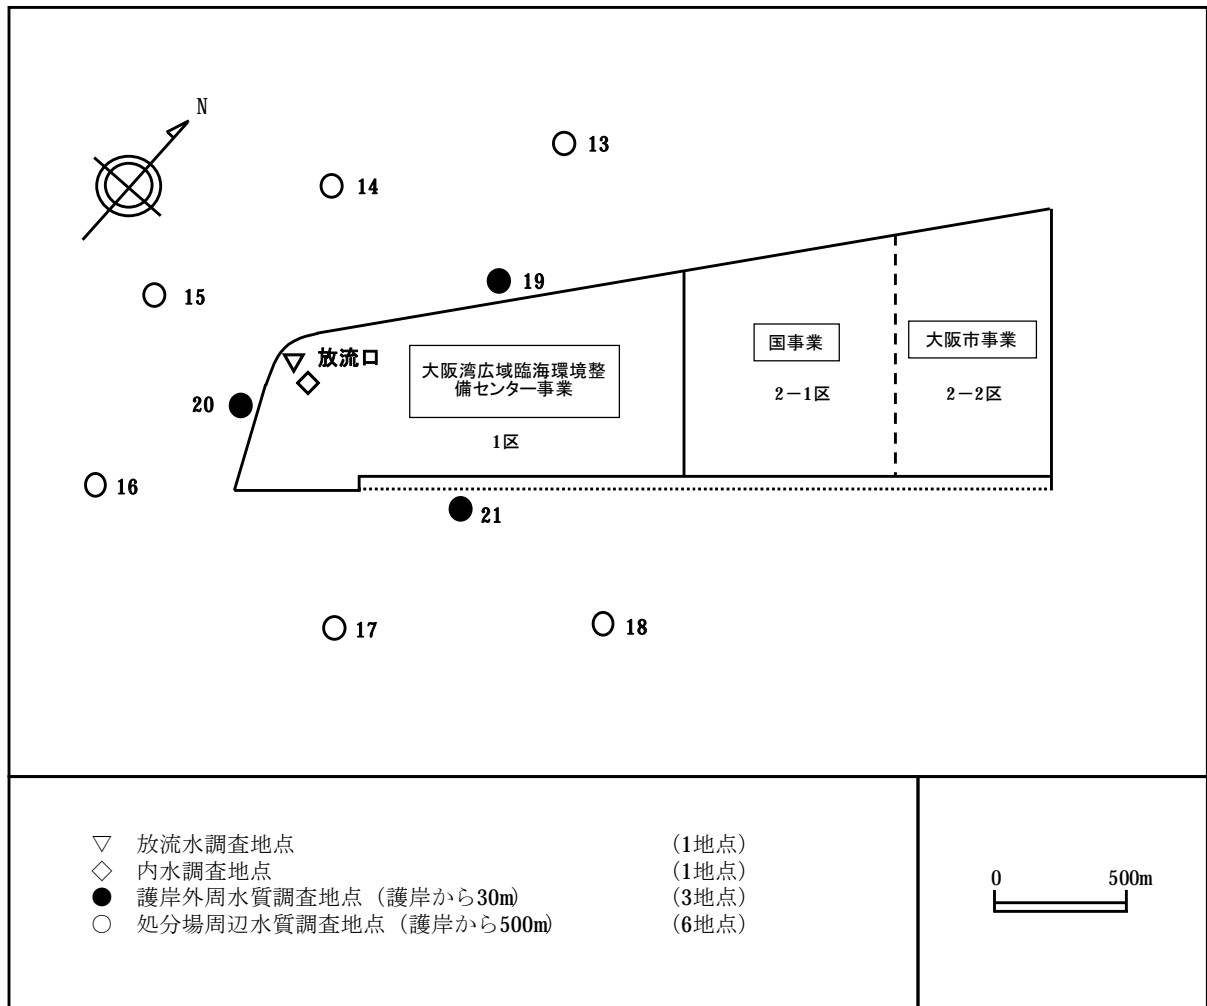 N
13
14
15
19
放流口
20
16
大阪湾広域臨海環境整
備センター事業
1区
国事業
2－1区
大阪市事業
2－2区
21
17
18
▽ 放流水調査地点 (1地点)
◇ 内水調査地点 (1地点)
● 護岸外周水質調査地点 (護岸から30m) (3地点)
○ 処分場周辺水質調査地点 (護岸から500m) (6地点)
0 500m